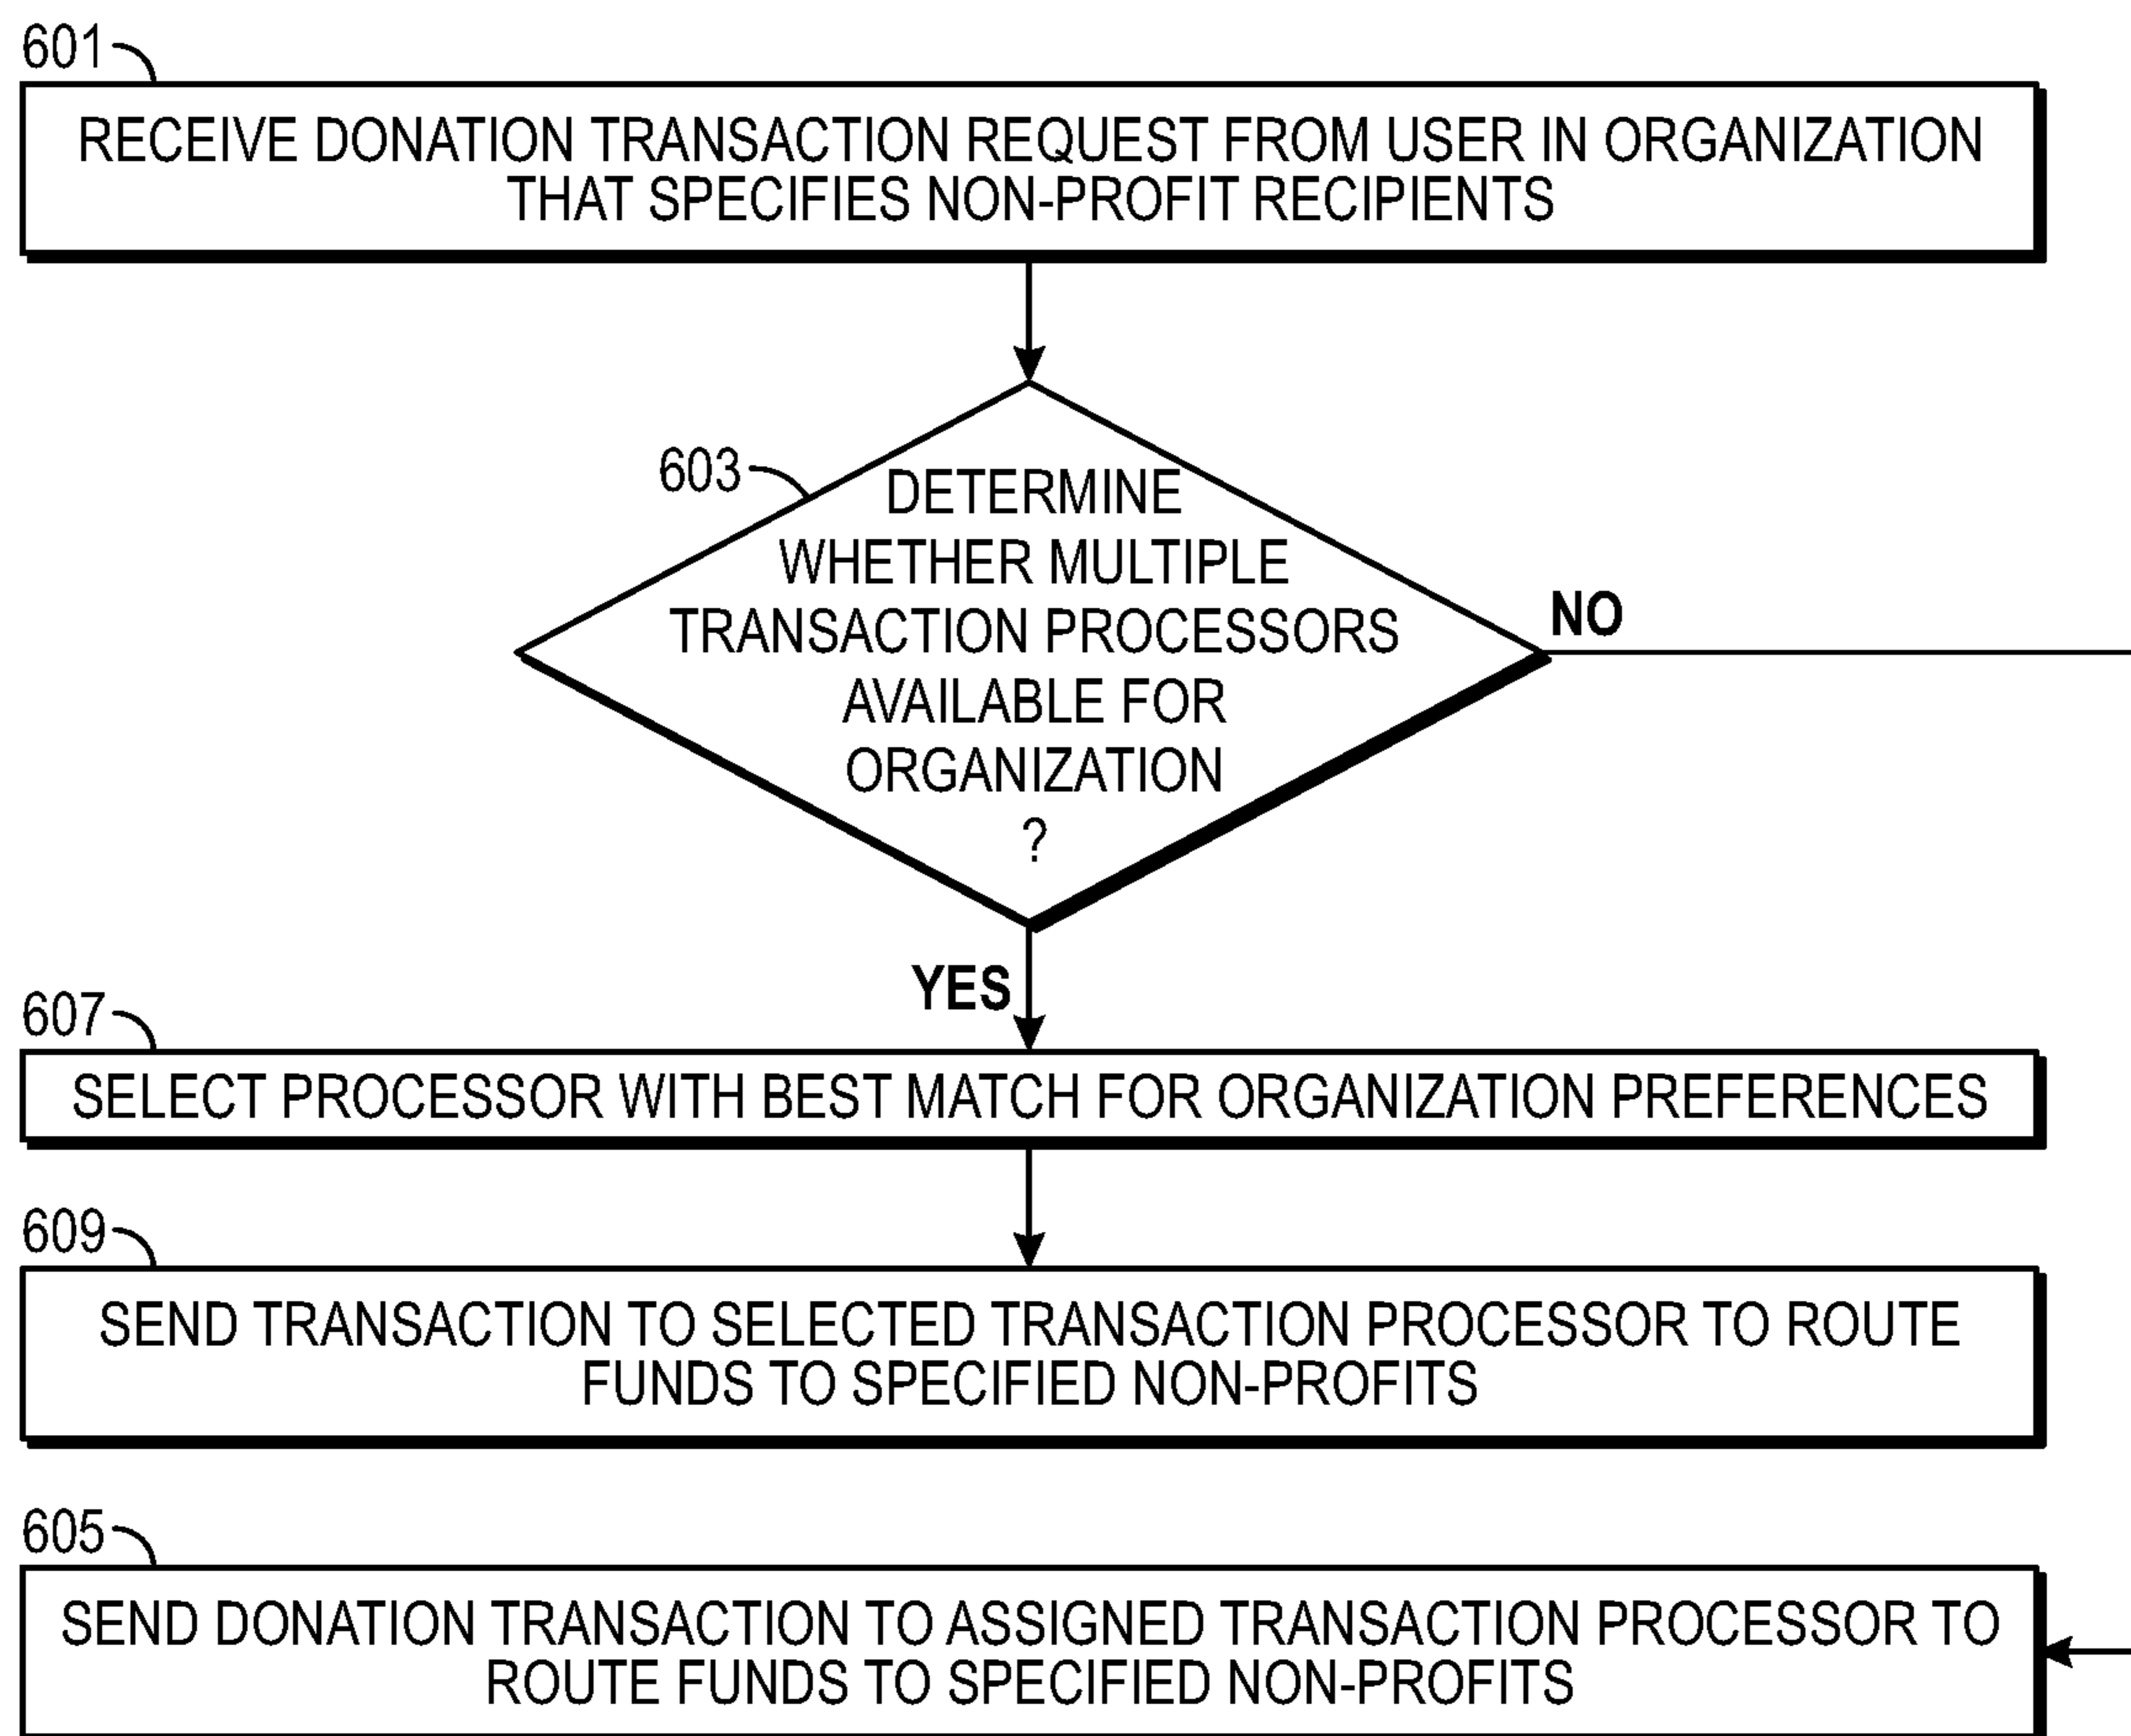 601
RECEIVE DONATION TRANSACTION REQUEST FROM USER IN ORGANIZATION
THAT SPECIFIES NON-PROFIT RECIPIENTS
603
DETERMINE
WHETHER MULTIPLE
TRANSACTION PROCESSORS
AVAILABLE FOR
ORGANIZATION
?
NO
YES
607
SELECT PROCESSOR WITH BEST MATCH FOR ORGANIZATION PREFERENCES
609
SEND TRANSACTION TO SELECTED TRANSACTION PROCESSOR TO ROUTE
FUNDS TO SPECIFIED NON-PROFITS
605
SEND DONATION TRANSACTION TO ASSIGNED TRANSACTION PROCESSOR TO
ROUTE FUNDS TO SPECIFIED NON-PROFITS